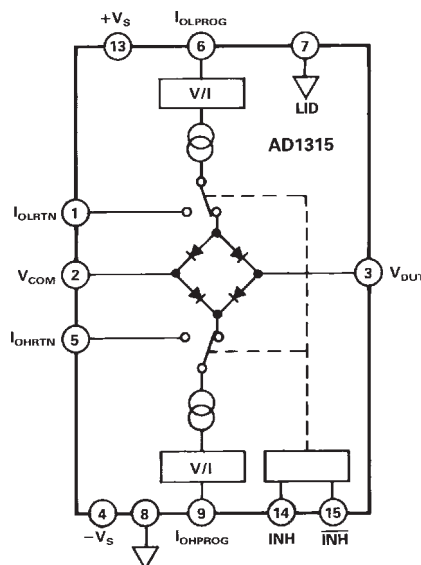 +VS
IOLPROG
13
6
7
V/I
LID
AD1315
IOLRTN
1
VCOM
2
3
VDUT
IOHRTN
5
V/I
4
8
9
14
15
−VS
IOHPROG
INH
INH